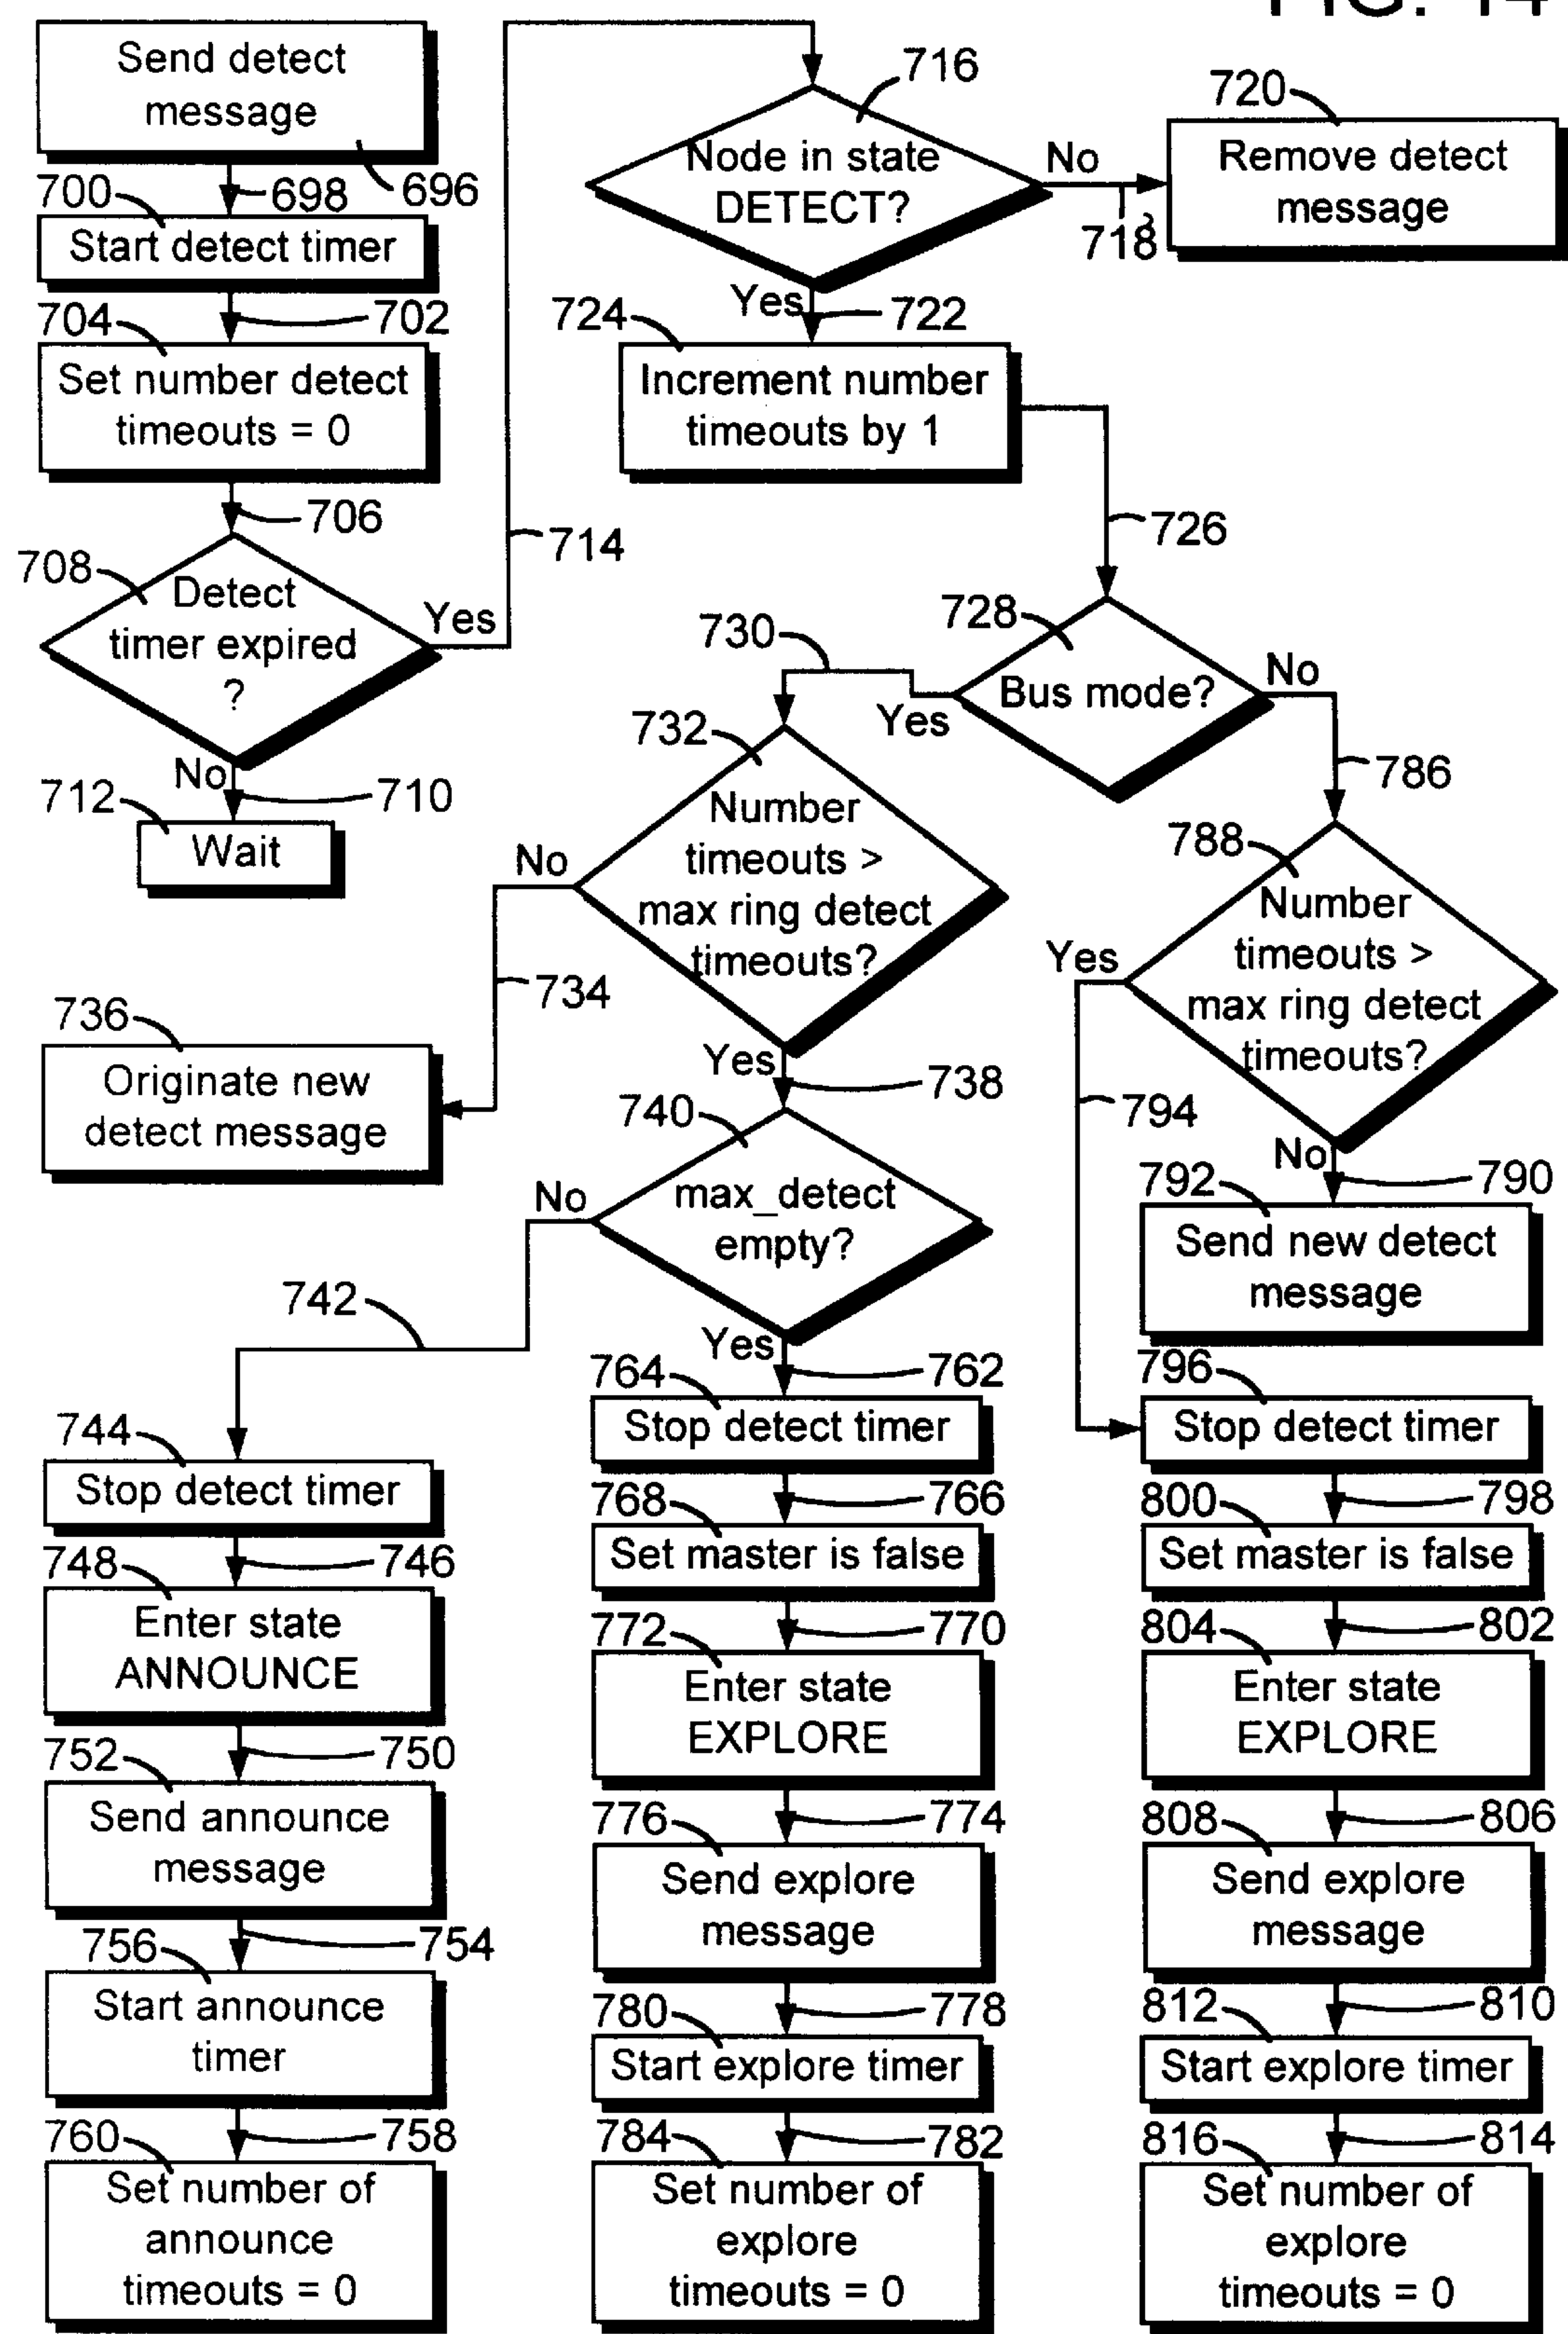 FIG. 14
Send detect
message
696
698
700
Start detect timer
702
704
Set number detect
timeouts = 0
706
708
Detect
timer expired
?
Yes
714
No
710
712
Wait
716
Node in state
DETECT?
No
718
720
Remove detect
message
Yes
722
724
Increment number
timeouts by 1
726
728
Bus mode?
Yes
730
No
786
732
Number
timeouts >
max ring detect
timeouts?
No
734
736
Originate new
detect message
Yes
738
740
max_detect
empty?
No
742
744
Stop detect timer
746
748
Enter state
ANNOUNCE
750
752
Send announce
message
754
756
Start announce
timer
758
760
Set number of
announce
timeouts = 0
Yes
762
764
Stop detect timer
766
768
Set master is false
770
772
Enter state
EXPLORE
774
776
Send explore
message
778
780
Start explore timer
782
784
Set number of
explore
timeouts = 0
788
Number
timeouts >
max ring detect
timeouts?
Yes
794
No
790
792
Send new detect
message
796
Stop detect timer
798
800
Set master is false
802
804
Enter state
EXPLORE
806
808
Send explore
message
810
812
Start explore timer
814
816
Set number of
explore
timeouts = 0